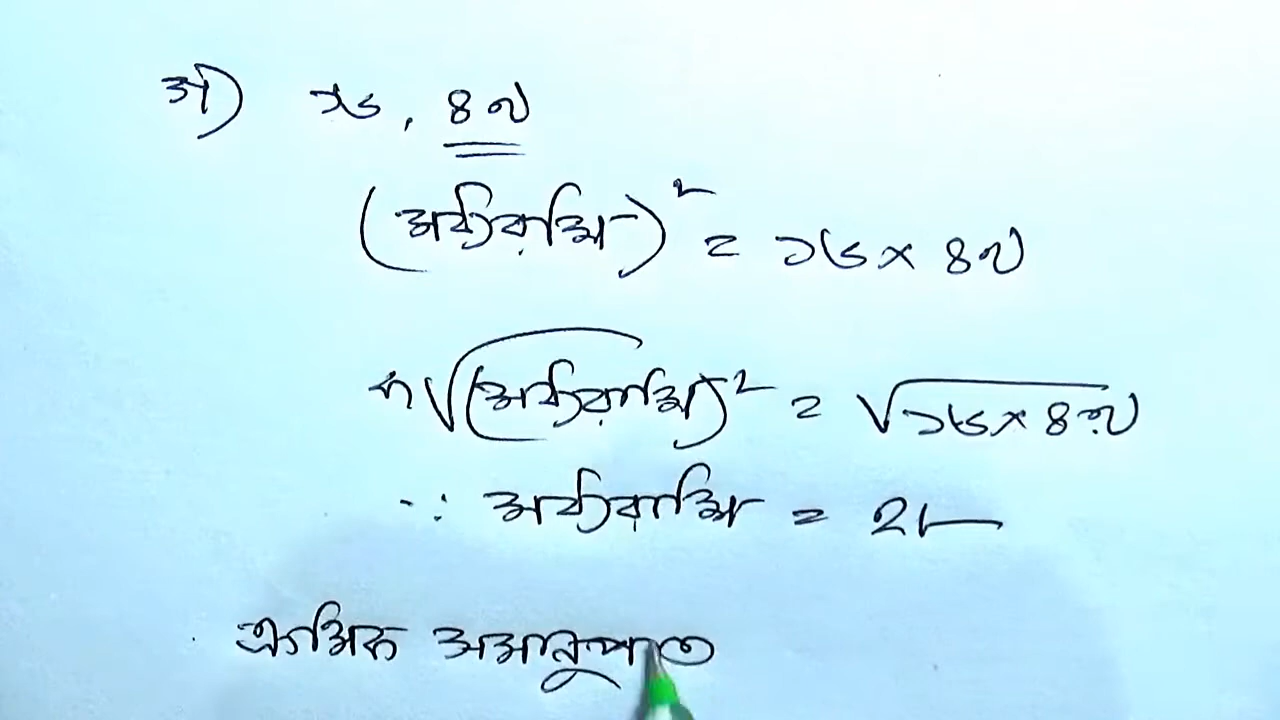 গ) ১৬, ৪৯
(মধ্যরাশি)² = ১৬ × ৪৯
বা √(মধ্যরাশি)² = √১৬ × ৪৯
∴ মধ্যরাশি = ২৮
ক্রমিক সমানুপাত